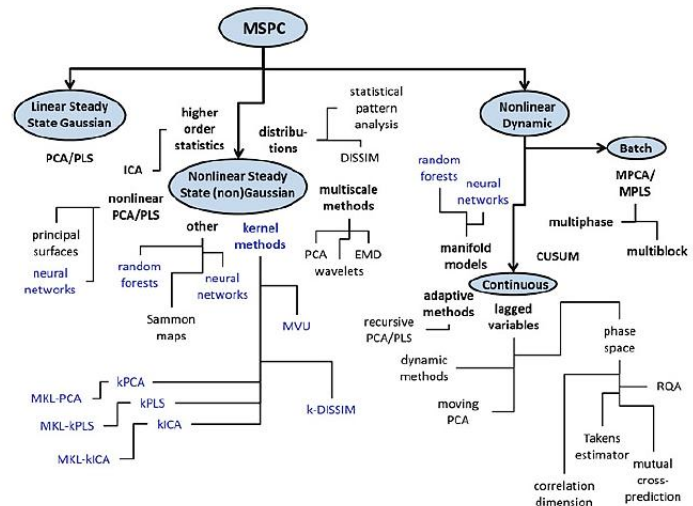 MSPC
Linear Steady
State Gaussian
PCA/PLS
higher
order
statistics
ICA
distribu-
tions
statistical
pattern
analysis
DISSIM
Nonlinear Steady
State (non)Gaussian
nonlinear
PCA/PLS
principal
surfaces
neural
networks
other
random
forests
neural
networks
Sammon
maps
kernel
methods
MVU
k-DISSIM
kPCA
MKL-PCA
kPLS
MKL-kPLS
kICA
MKL-kICA
multiscale
methods
PCA
wavelets
EMD
Nonlinear
Dynamic
Batch
MPCA/
MPLS
multiphase
multiblock
random
forests
neural
networks
manifold
models
CUSUM
Continuous
adaptive
methods
recursive
PCA/PLS
lagged
variables
dynamic
methods
moving
PCA
phase
space
RQA
Takens
estimator
mutual
cross-
prediction
correlation
dimension